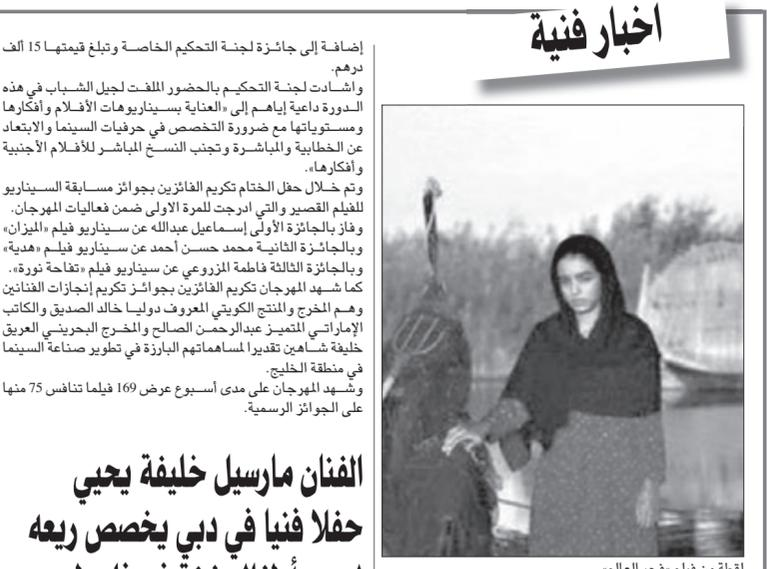 اخبار فنية
إضافة إلى جائزة لجنة التحكيم الخاصة وتبلغ قيمتها 15 ألف
درهم.
واشادت لجنة التحكيم بالحضور الملفت لجيل الشباب في هذه
الدورة داعية إياهم إلى «العناية بسيناريوهات الأفلام وأفكارها
ومستوياتها مع ضرورة التخصص في حرفيات السينما والابتعاد
عن الخطابية والمباشرة وتجنب النسخ المباشر للأفلام الأجنبية
وأفكارها».
وتم خلال حفل الختام تكريم الفائزين بجوائز مسابقة السيناريو
للفيلم القصير والتي ادرجت للمرة الاولى ضمن فعاليات المهرجان.
وفاز بالجائزة الأولى إسماعيل عبدالله عن سيناريو فيلم «الميزان»
وبالجائزة الثانية محمد حسن أحمد عن سيناريو فيلم «هدية»
وبالجائزة الثالثة فاطمة المزروعي عن سيناريو فيلم «تفاحة نورة».
كما شهد المهرجان تكريم الفائزين بجوائز تكريم إنجازات الفنانين
وهم المخرج والمنتج الكويتي المعروف دوليا خالد الصديق والكاتب
الإماراتي المتميز عبدالرحمن الصالح والمخرج البحريني العريق
خليفة شاهين تقديرا لمساهماتهم البارزة في تطوير صناعة السينما
في منطقة الخليج.
وشهد المهرجان على مدى أسبوع عرض 169 فيلما تنافس 75 منها
على الجوائز الرسمية.
الفنان مارسيل خليفة يحيي
حفلا فنيا في دبي يخصص ريعه